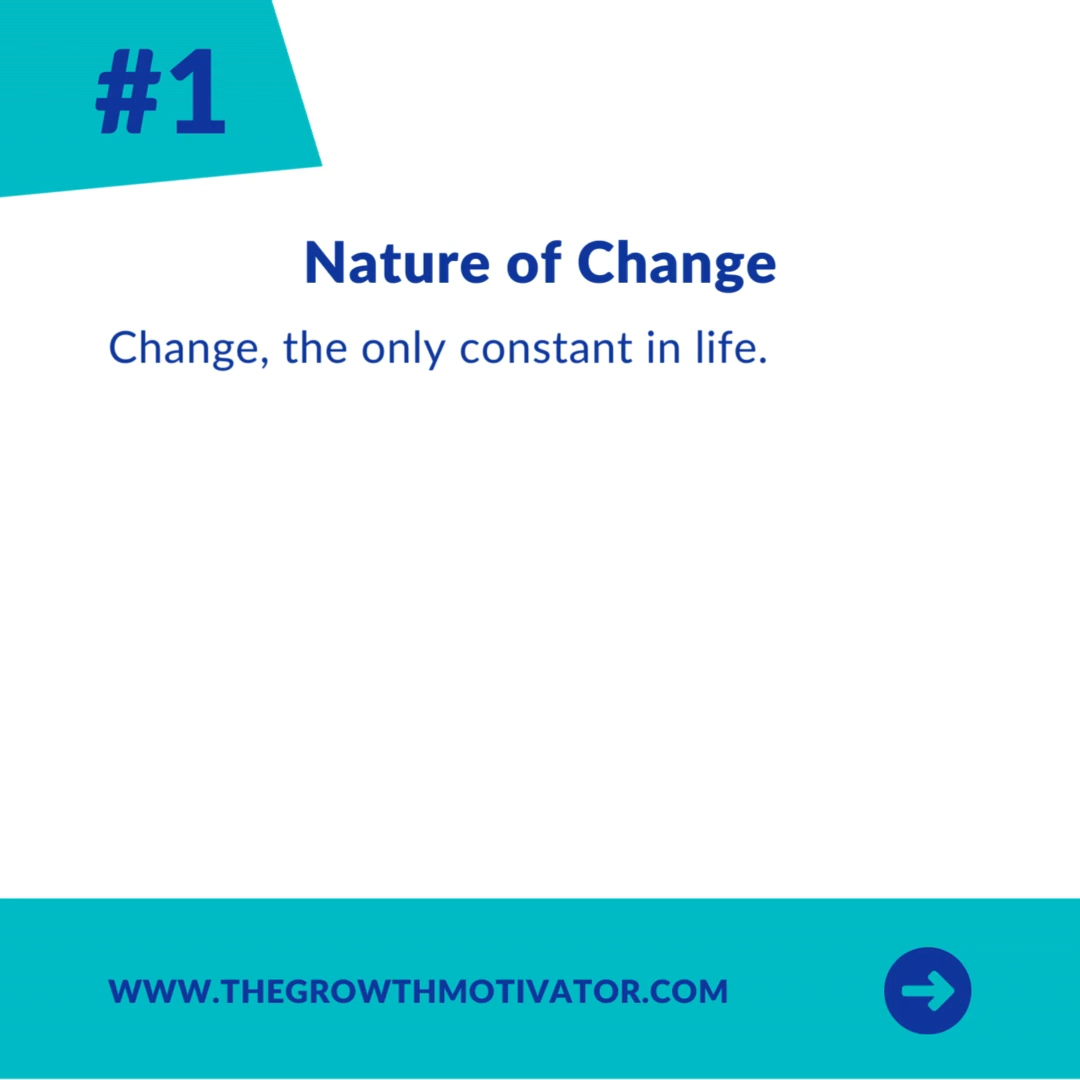 #1
Nature of Change
Change, the only constant in life.
WWW.THEGROWTHMOTIVATOR.COM